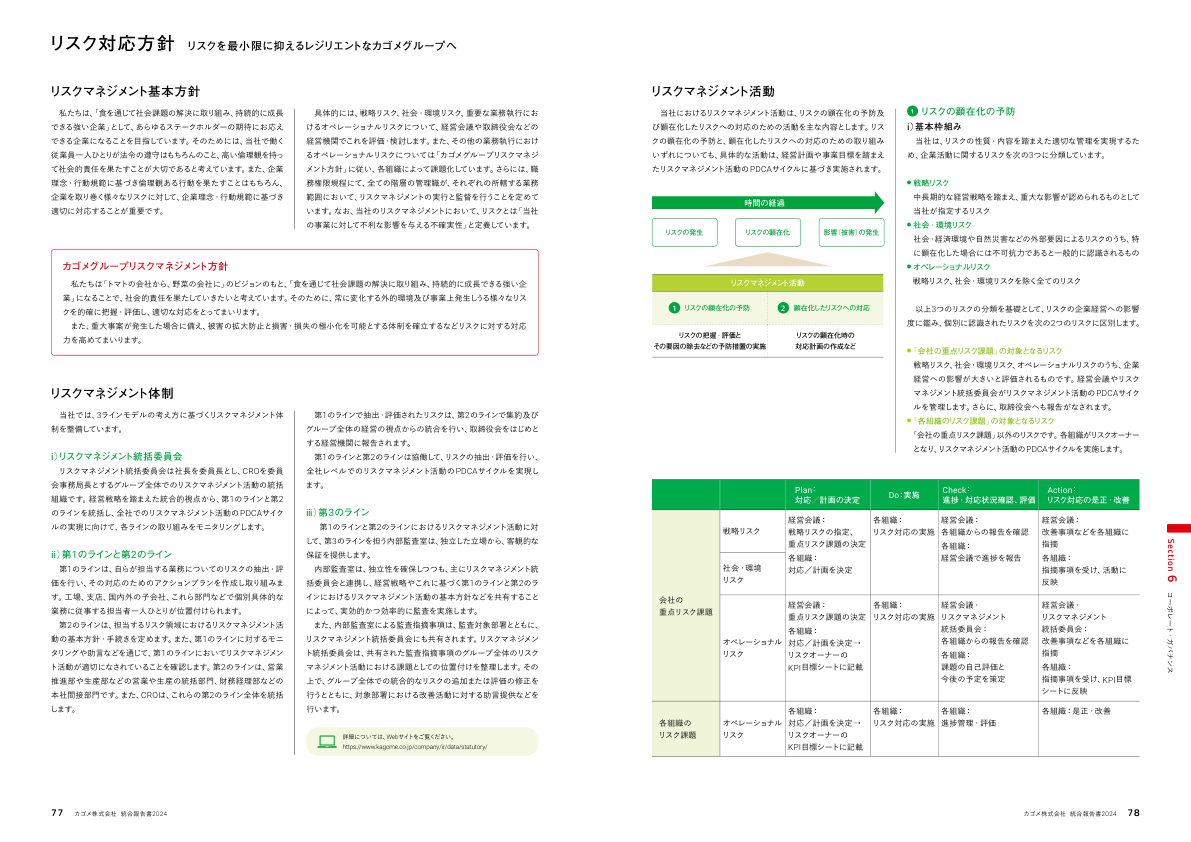 リスク対応方針 リスクを最小限に抑えるレジリエントなカゴメグループへ
リスクマネジメント基本方針
私たちは、「食を通じて社会課題の解決に取り組み、持続的に成長
できる強い企業」として、あらゆるステークホルダーの期待にお応え
できる企業になることを目指しています。そのためには、当社で働く
従業員一人ひとりが法令の遵守はもちろんのこと、高い倫理観を持っ
て社会的責任を果たすことが大切であると考えています。また、企業
理念・行動規範に基づき倫理観ある行動を果たすことはもちろん、
企業を取り巻く様々なリスクに対して、企業理念・行動規範に基づき
適切に対応することが重要です。
具体的には、戦略リスク、社会・環境リスク、重要な業務執行にお
けるオペレーショナルリスクについて、経営会議や取締役会などの
経営機関でこれを評価・検討します。また、その他の業務執行におけ
るオペレーショナルリスクについては「カゴメグループリスクマネジ
メント方針」に従い、各組織によって課題化しています。さらには、職
務権限規程にて、全ての階層の管理職が、それぞれの所轄する業務
範囲において、リスクマネジメントの実行と監督を行うことを定めて
います。なお、当社のリスクマネジメントにおいて、リスクとは「当社
の事業に対して不利な影響を与える不確実性」と定義しています。
カゴメグループリスクマネジメント方針
私たちは「トマトの会社から、野菜の会社に」のビジョンのもと、「食を通じて社会課題の解決に取り組み、持続的に成長できる強い企
業」になることで、社会的責任を果たしていきたいと考えています。そのために、常に変化する外的環境及び事業上発生しうる様々なリス
クを的確に把握・評価し、適切な対応をとってまいります。
また、重大事案が発生した場合に備え、被害の拡大防止と損害・損失の極小化を可能とする体制を確立するなどリスクに対する対応
力を高めてまいります。
リスクマネジメント体制
当社では、3ラインモデルの考え方に基づくリスクマネジメント体
制を整備しています。
i)リスクマネジメント統括委員会
リスクマネジメント統括委員会は社長を委員長とし、CROを委員
会事務局長とするグループ全体でのリスクマネジメント活動の統括
組織です。経営戦略を踏まえた統合的視点から、第1のラインと第2
のラインを統括し、全社でのリスクマネジメント活動のPDCAサイク
ルの実現に向けて、各ラインの取り組みをモニタリングします。
ii)第1のラインと第2のライン
第1のラインは、自らが担当する業務についてのリスクの抽出・評
価を行い、その対応のためのアクションプランを作成し取り組みま
す。工場、支店、国内外の子会社、これら部門などで個別具体的な
業務に従事する担当者一人ひとりが位置付けられます。
第2のラインは、担当するリスク領域におけるリスクマネジメント活
動の基本方針・手続きを定めます。また、第1のラインに対するモニ
タリングや助言などを通じて、第1のラインにおいてリスクマネジメン
ト活動が適切になされていることを確認します。第2のラインは、営業
推進部や生産部などの営業や生産の統括部門、財務経理部などの
本社間接部門です。また、CROは、これらの第2のライン全体を統括
します。
第1のラインで抽出・評価されたリスクは、第2のラインで集約及び
グループ全体の経営の視点からの統合を行い、取締役会をはじめと
する経営機関に報告されます。
第1のラインと第2のラインは協働して、リスクの抽出・評価を行い、
全社レベルでのリスクマネジメント活動のPDCAサイクルを実現し
ます。
iii)第3のライン
第1のラインと第2のラインにおけるリスクマネジメント活動に対
して、第3のラインを担う内部監査室は、独立した立場から、客観的な
保証を提供します。
内部監査室は、独立性を確保しつつも、主にリスクマネジメント統
括委員会と連携し、経営戦略やこれに基づく第1のラインと第2のラ
インにおけるリスクマネジメント活動の基本方針などを共有すること
によって、実効的かつ効率的に監査を実施します。
また、内部監査室による監査指摘事項は、監査対象部署とともに、
リスクマネジメント統括委員会にも共有されます。リスクマネジメン
ト統括委員会は、共有された監査指摘事項のグループ全体のリスク
マネジメント活動における課題としての位置付けを整理します。その
上で、グループ全体での統合的なリスクの追加または評価の修正を
行うとともに、対象部署における改善活動に対する助言提供などを
行います。
詳細については、Webサイトをご覧ください。
https://www.kagome.co.jp/company/ir/data/statutory/
77 カゴメ株式会社 統合報告書2024
リスクマネジメント活動
当社におけるリスクマネジメント活動は、リスクの顕在化の予防及
び顕在化したリスクへの対応のための活動を主な内容とします。リス
クの顕在化の予防と、顕在化したリスクへの対応のための取り組み
いずれについても、具体的な活動は、経営計画や事業目標を踏まえ
たリスクマネジメント活動のPDCAサイクルに基づき実施されます。
時間の経過
リスクの発生 リスクの顕在化 影響(被害)の発生
リスクマネジメント活動
1 リスクの顕在化の予防 2 顕在化したリスクへの対応
リスクの把握・評価と
その要因の除去などの予防措置の実施
リスクの顕在化時の
対応計画の作成など
1 リスクの顕在化の予防
i)基本枠組み
当社は、リスクの性質・内容を踏まえた適切な管理を実現するた
め、企業活動に関するリスクを次の3つに分類しています。
●戦略リスク
中長期的な経営戦略を踏まえ、重大な影響が認められるものとして
当社が指定するリスク
●社会・環境リスク
社会・経済環境や自然災害などの外部要因によるリスクのうち、特
に顕在化した場合には不可抗力であると一般的に認識されるもの
●オペレーショナルリスク
戦略リスク、社会・環境リスクを除く全てのリスク
以上3つのリスクの分類を基礎として、リスクの企業経営への影響
度に鑑み、個別に認識されたリスクを次の2つのリスクに区別します。
●「会社の重点リスク課題」の対象となるリスク
戦略リスク、社会・環境リスク、オペレーショナルリスクのうち、企業
経営への影響が大きいと評価されるものです。経営会議やリスク
マネジメント統括委員会がリスクマネジメント活動のPDCAサイク
ルを管理します。さらに、取締役会へも報告がなされます。
●「各組織のリスク課題」の対象となるリスク
「会社の重点リスク課題」以外のリスクです。各組織がリスクオーナー
となり、リスクマネジメント活動のPDCAサイクルを実施します。
Plan:
対応/計画の決定
Do:実施
Check:
進捗・対応状況確認、評価
Action:
リスク対応の是正・改善
会社の
重点リスク課題
戦略リスク
社会・環境
リスク
経営会議:
戦略リスクの指定、
重点リスク課題の決定
各組織:
対応/計画を決定
各組織:
リスク対応の実施
経営会議:
各組織からの報告を確認
各組織:
経営会議で進捗を報告
経営会議:
改善事項などを各組織に
指摘
各組織:
指摘事項を受け、活動に
反映
オペレーショナル
リスク
経営会議:
重点リスク課題の決定
各組織:
対応/計画を決定→
リスクオーナーの
KPI目標シートに記載
各組織:
リスク対応の実施
経営会議・
リスクマネジメント
統括委員会:
各組織からの報告を確認
各組織:
課題の自己評価と
今後の予定を策定
経営会議・
リスクマネジメント
統括委員会:
改善事項などを各組織に
指摘
各組織:
指摘事項を受け、KPI目標
シートに反映
各組織の
リスク課題
オペレーショナル
リスク
各組織:
対応/計画を決定→
リスクオーナーの
KPI目標シートに記載
各組織:
リスク対応の実施
各組織:
進捗管理・評価
各組織:是正・改善
Section 6 コーポレート・ガバナンス
カゴメ株式会社 統合報告書2024 78